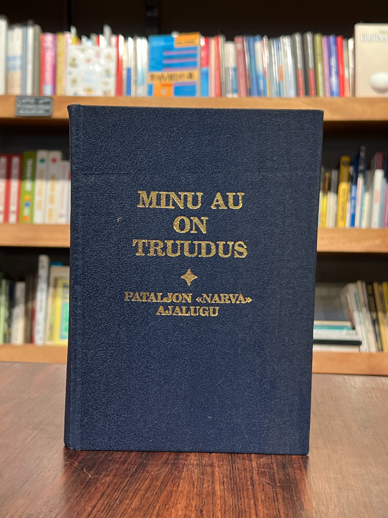 MINU AU
ON
TRUUDUS
PATALJON «NARVA»
AJALUGU